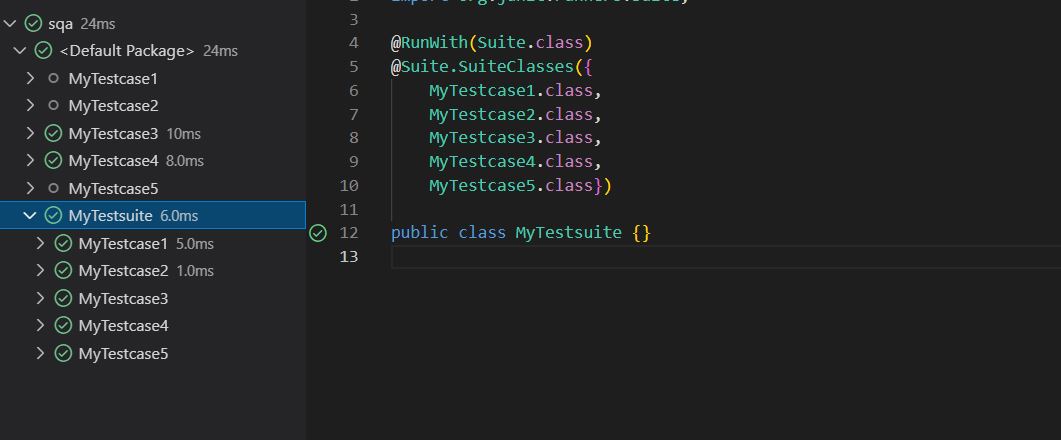 sqa 24ms
<Default Package> 24ms
MyTestcase1
MyTestcase2
MyTestcase3 10ms
MyTestcase4 8.0ms
MyTestcase5
MyTestsuite 6.0ms
MyTestcase1 5.0ms
MyTestcase2 1.0ms
MyTestcase3
MyTestcase4
MyTestcase5
2
3
4 @RunWith(Suite.class)
5 @Suite.SuiteClasses({
6 MyTestcase1.class,
7 MyTestcase2.class,
8 MyTestcase3.class,
9 MyTestcase4.class,
10 MyTestcase5.class})
11
12 public class MyTestsuite {}
13